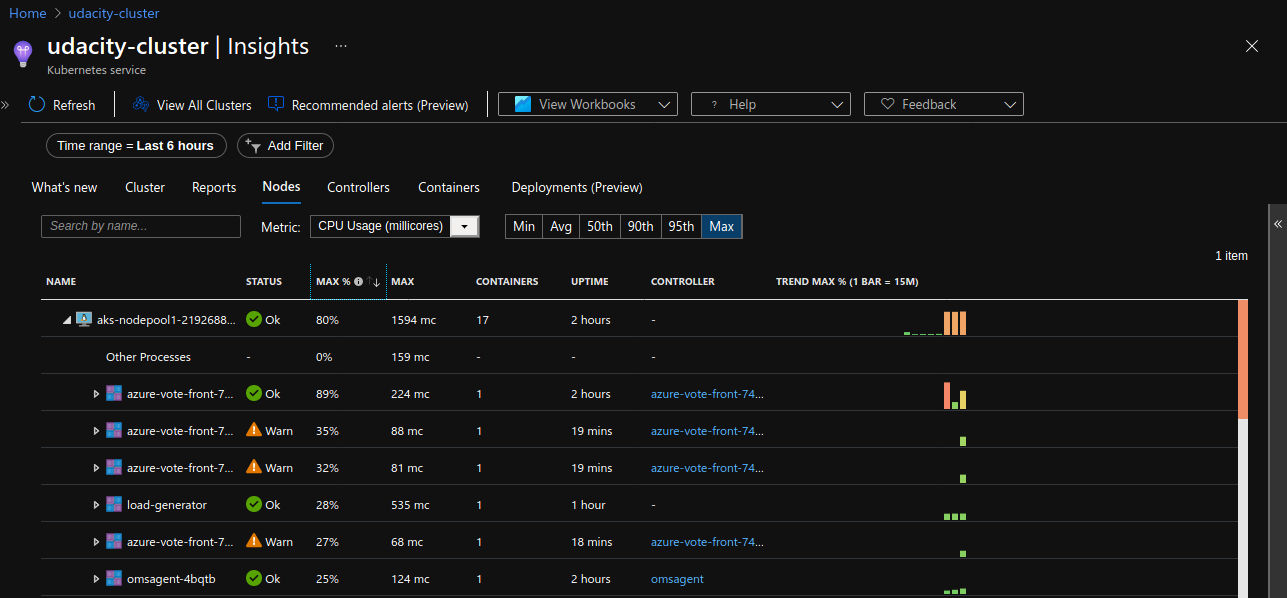 Home > udacity-cluster
udacity-cluster | Insights ...
Kubernetes service
Refresh View All Clusters Recommended alerts (Preview) View Workbooks ? Help Feedback
Time range = Last 6 hours Add Filter
What's new Cluster Reports Nodes Controllers Containers Deployments (Preview)
Search by name... Metric: CPU Usage (millicores) Min Avg 50th 90th 95th Max
1 item
NAME STATUS MAX % MAX CONTAINERS UPTIME CONTROLLER TREND MAX % (1 BAR = 15M)
aks-nodepool1-2192688... Ok 80% 1594 mc 17 2 hours -
Other Processes - 0% 159 mc - - -
azure-vote-front-7... Ok 89% 224 mc 1 2 hours azure-vote-front-74...
azure-vote-front-7... Warn 35% 88 mc 1 19 mins azure-vote-front-74...
azure-vote-front-7... Warn 32% 81 mc 1 19 mins azure-vote-front-74...
load-generator Ok 28% 535 mc 1 1 hour -
azure-vote-front-7... Warn 27% 68 mc 1 18 mins azure-vote-front-74...
omsagent-4bqtb Ok 25% 124 mc 1 2 hours omsagent